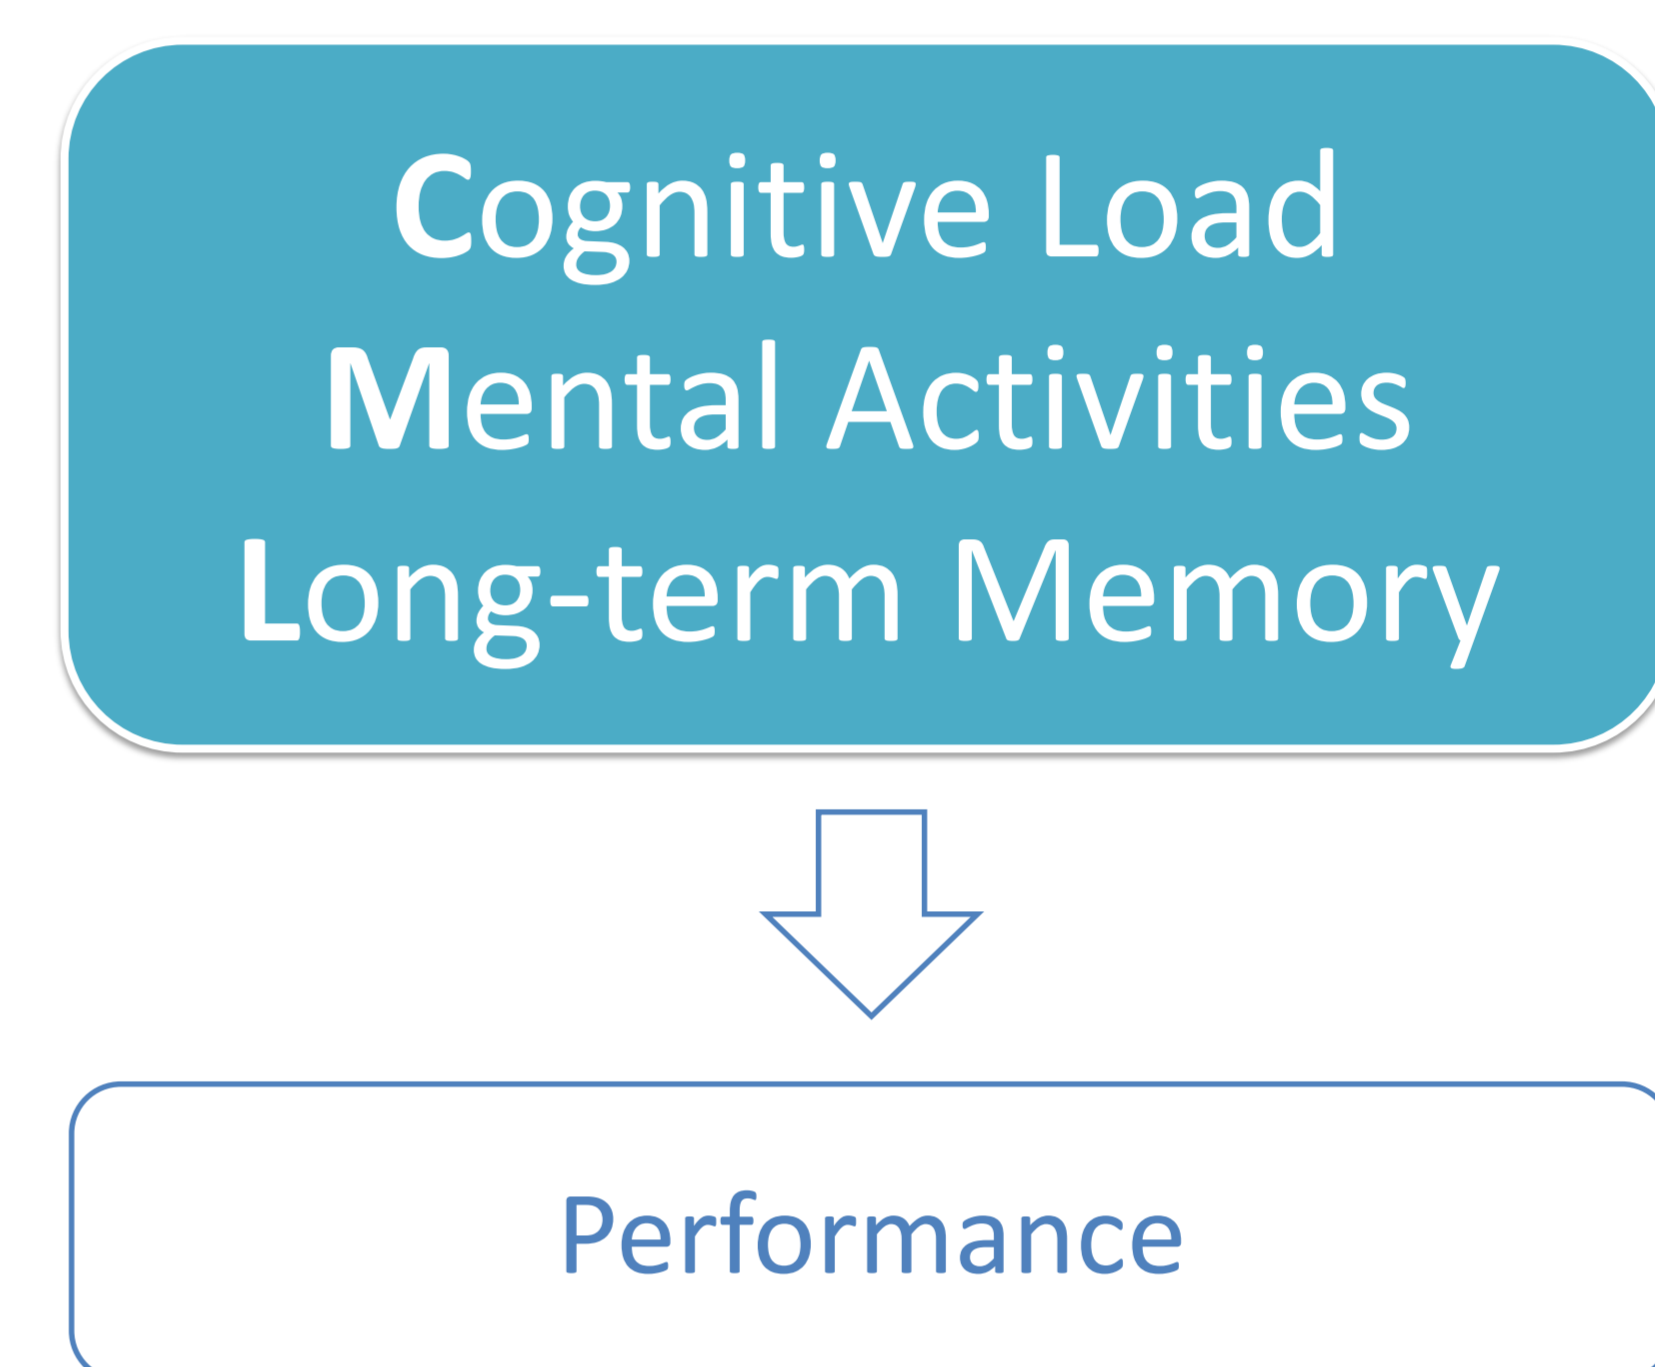 Cognitive Load
Mental Activities
Long-term Memory
Performance